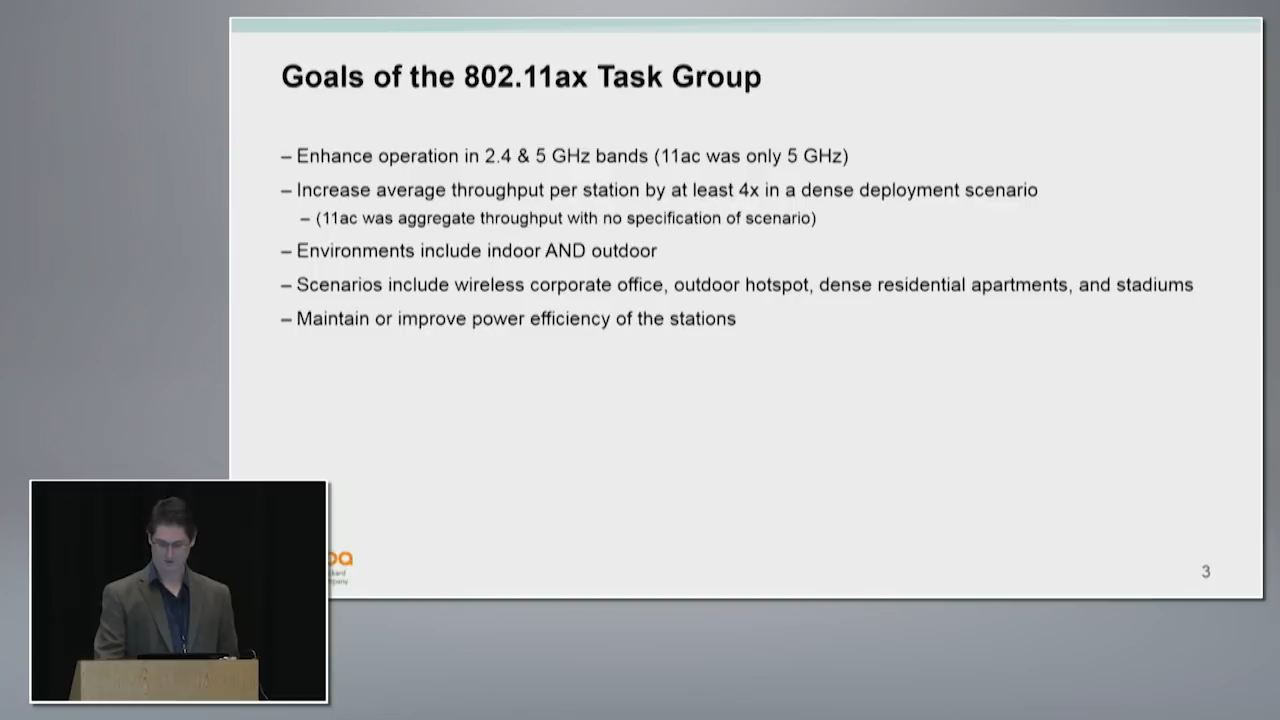 Goals of the 802.11ax Task Group
– Enhance operation in 2.4 & 5 GHz bands (11ac was only 5 GHz)
– Increase average throughput per station by at least 4x in a dense deployment scenario
– (11ac was aggregate throughput with no specification of scenario)
– Environments include indoor AND outdoor
– Scenarios include wireless corporate office, outdoor hotspot, dense residential apartments, and stadiums
– Maintain or improve power efficiency of the stations
3